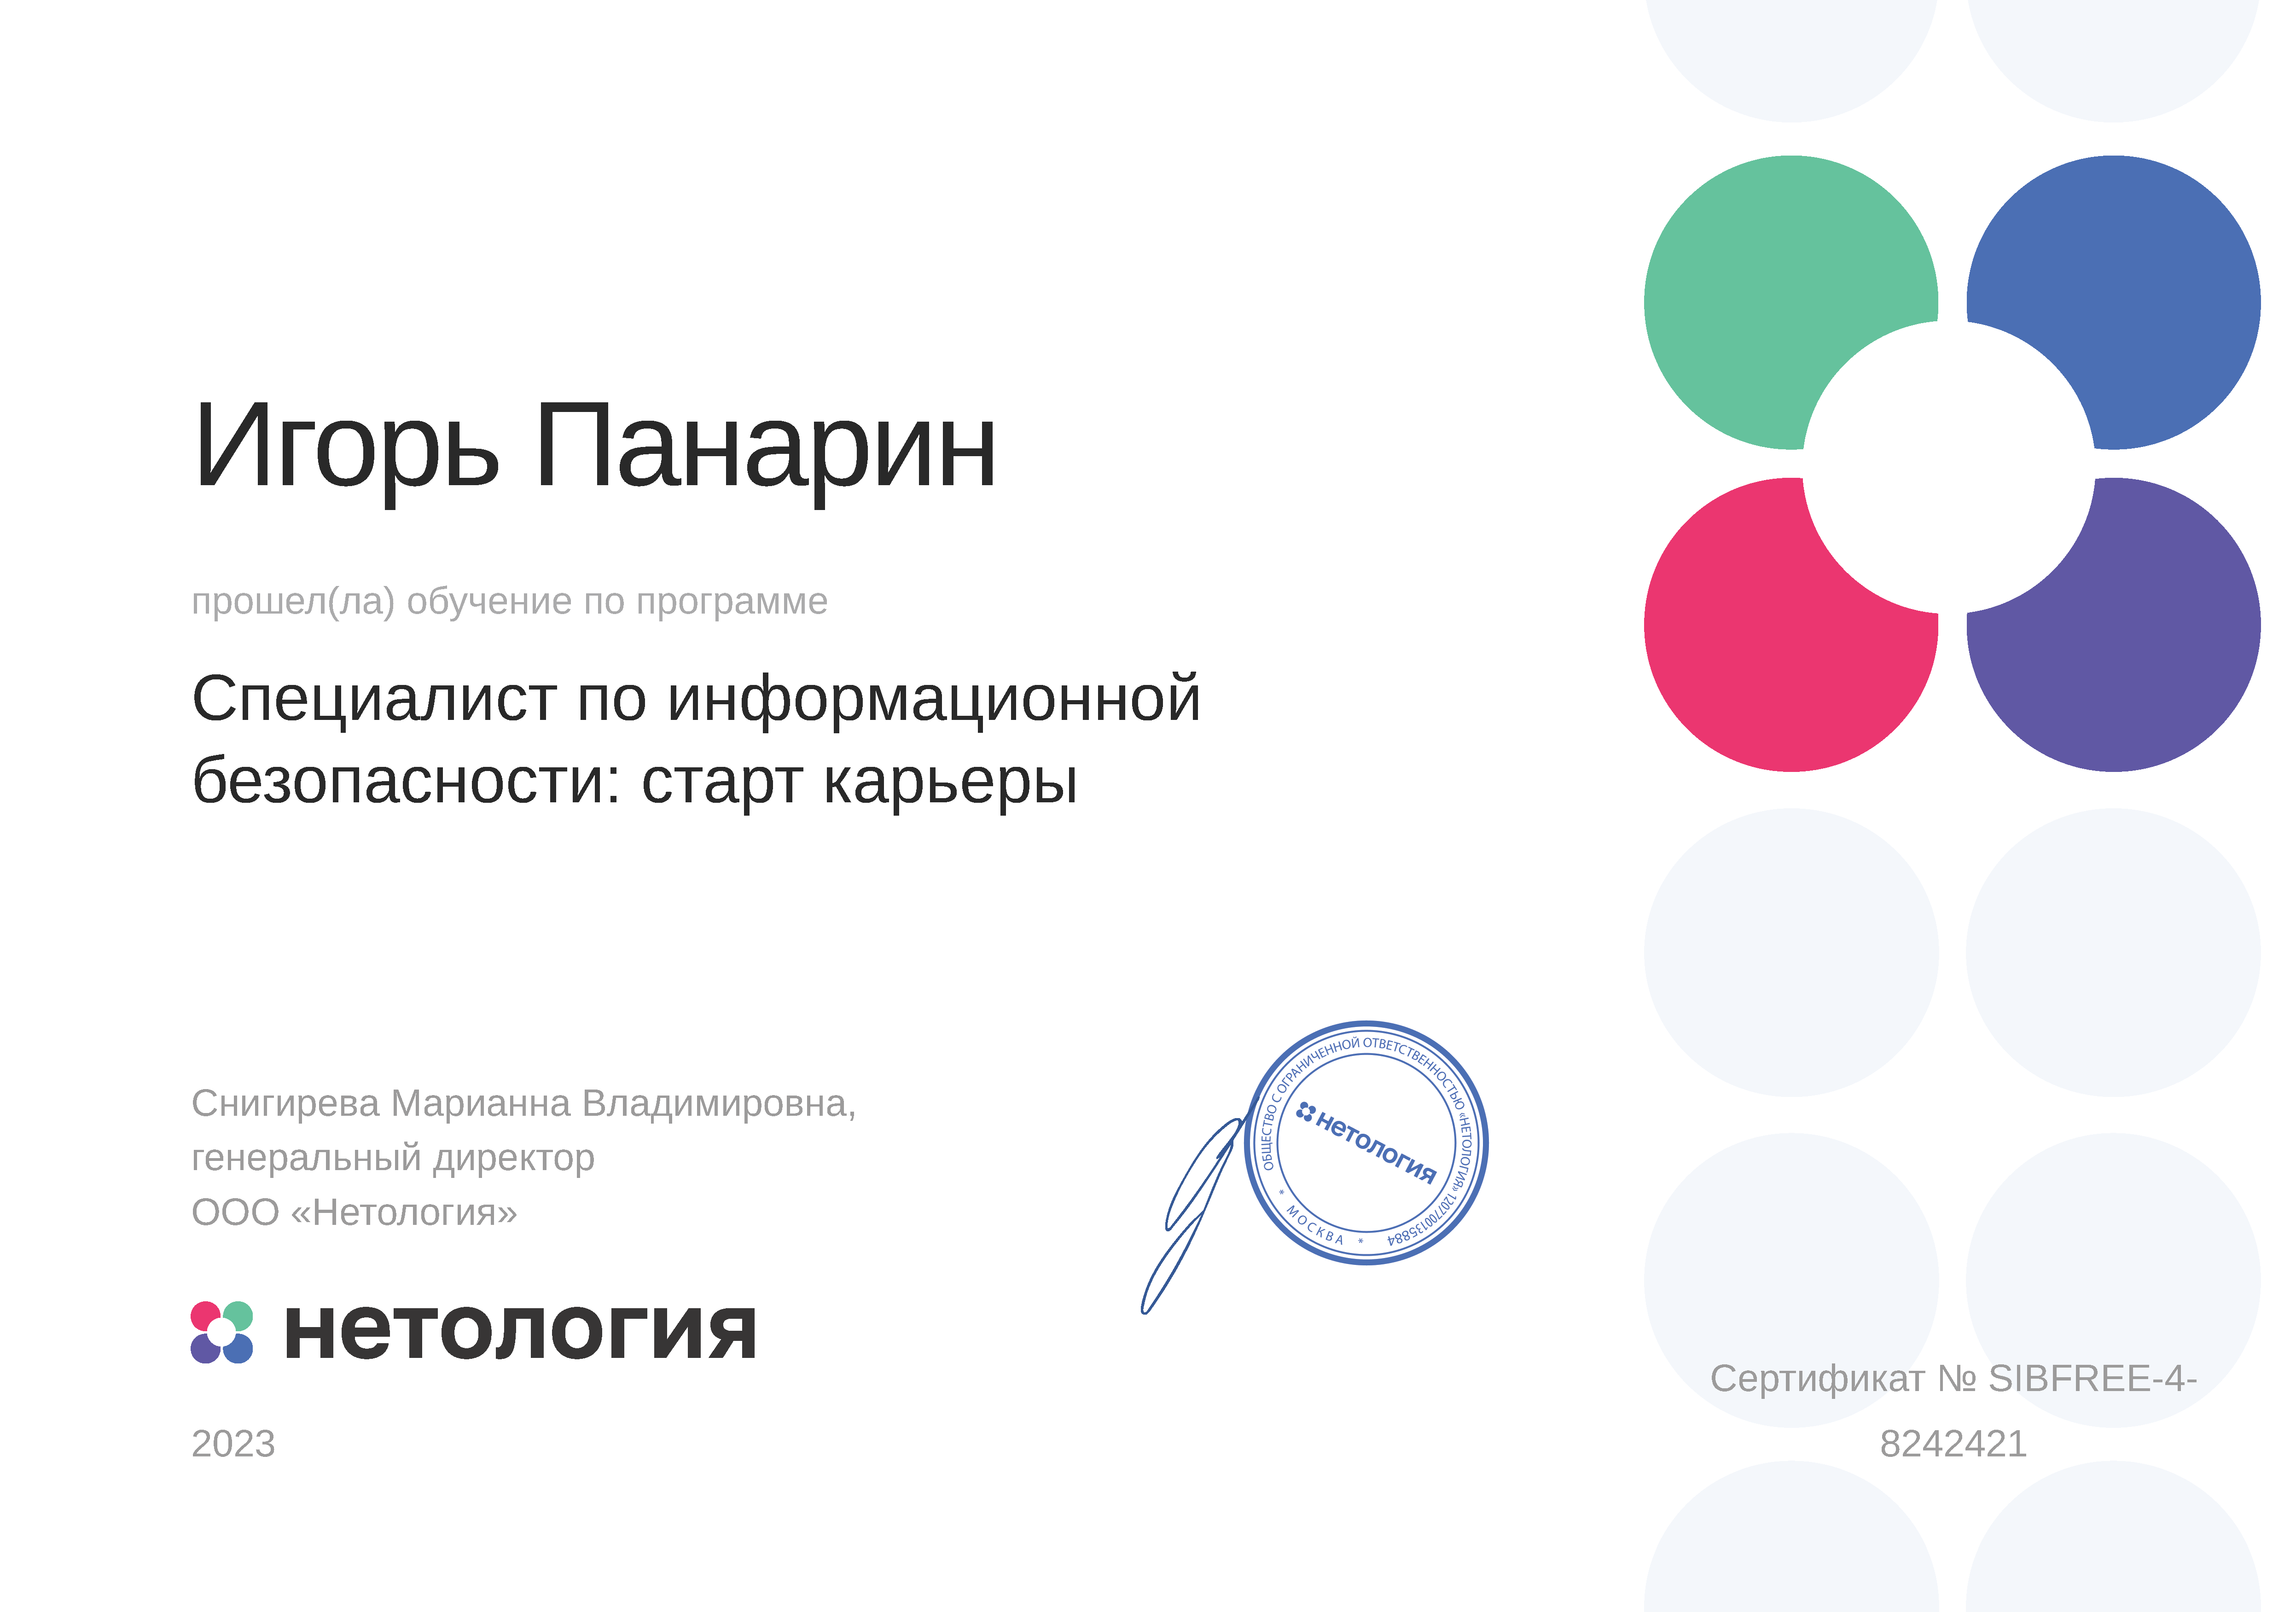 Игорь Панарин
прошел(ла) обучение по программе
Специалист по информационной
безопасности: старт карьеры
Снигирева Марианна Владимировна,
генеральный директор
ООО «Нетология»
ОБЩЕСТВО С ОГРАНИЧЕННОЙ ОТВЕТСТВЕННОСТЬЮ «НЕТОЛОГИЯ» 1207700135884
* МОСКВА *
нетология
нетология
Сертификат № SIBFREE-4-
8242421
2023